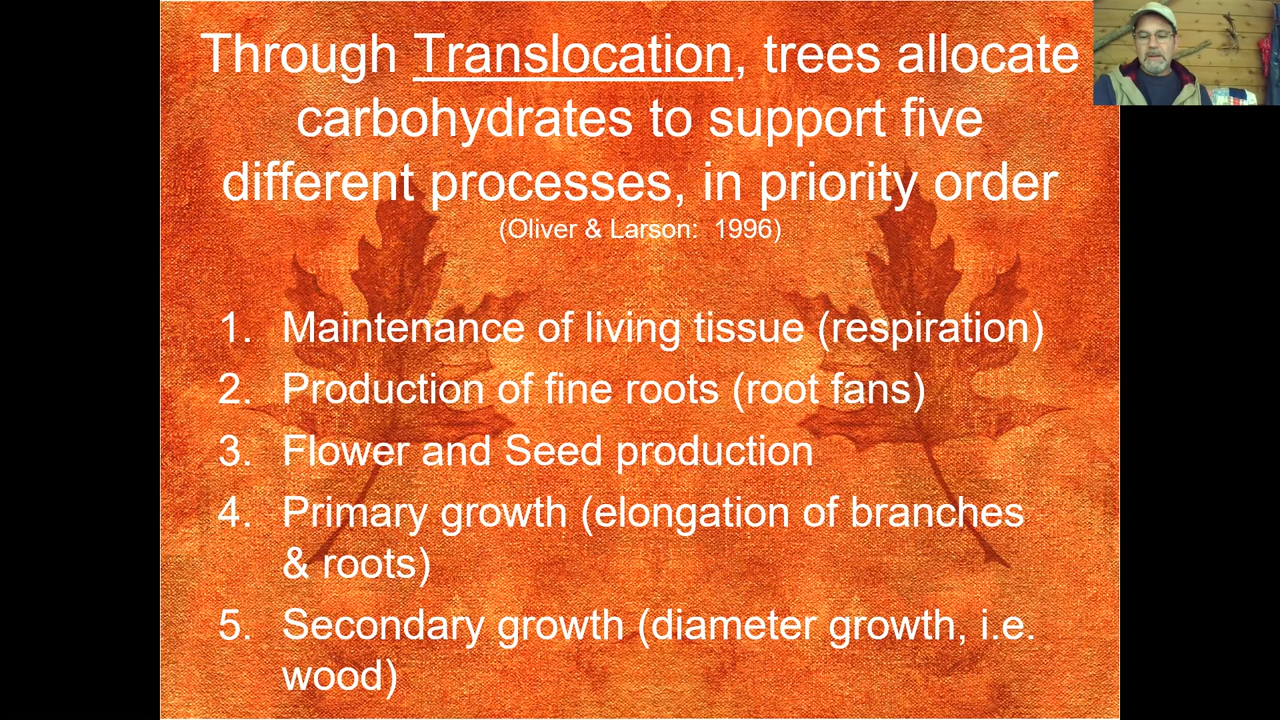 Through Translocation, trees allocate
carbohydrates to support five
different processes, in priority order
(Oliver & Larson:  1996)
1. Maintenance of living tissue (respiration)
2. Production of fine roots (root fans)
3. Flower and Seed production
4. Primary growth (elongation of branches
& roots)
5. Secondary growth (diameter growth, i.e.
wood)